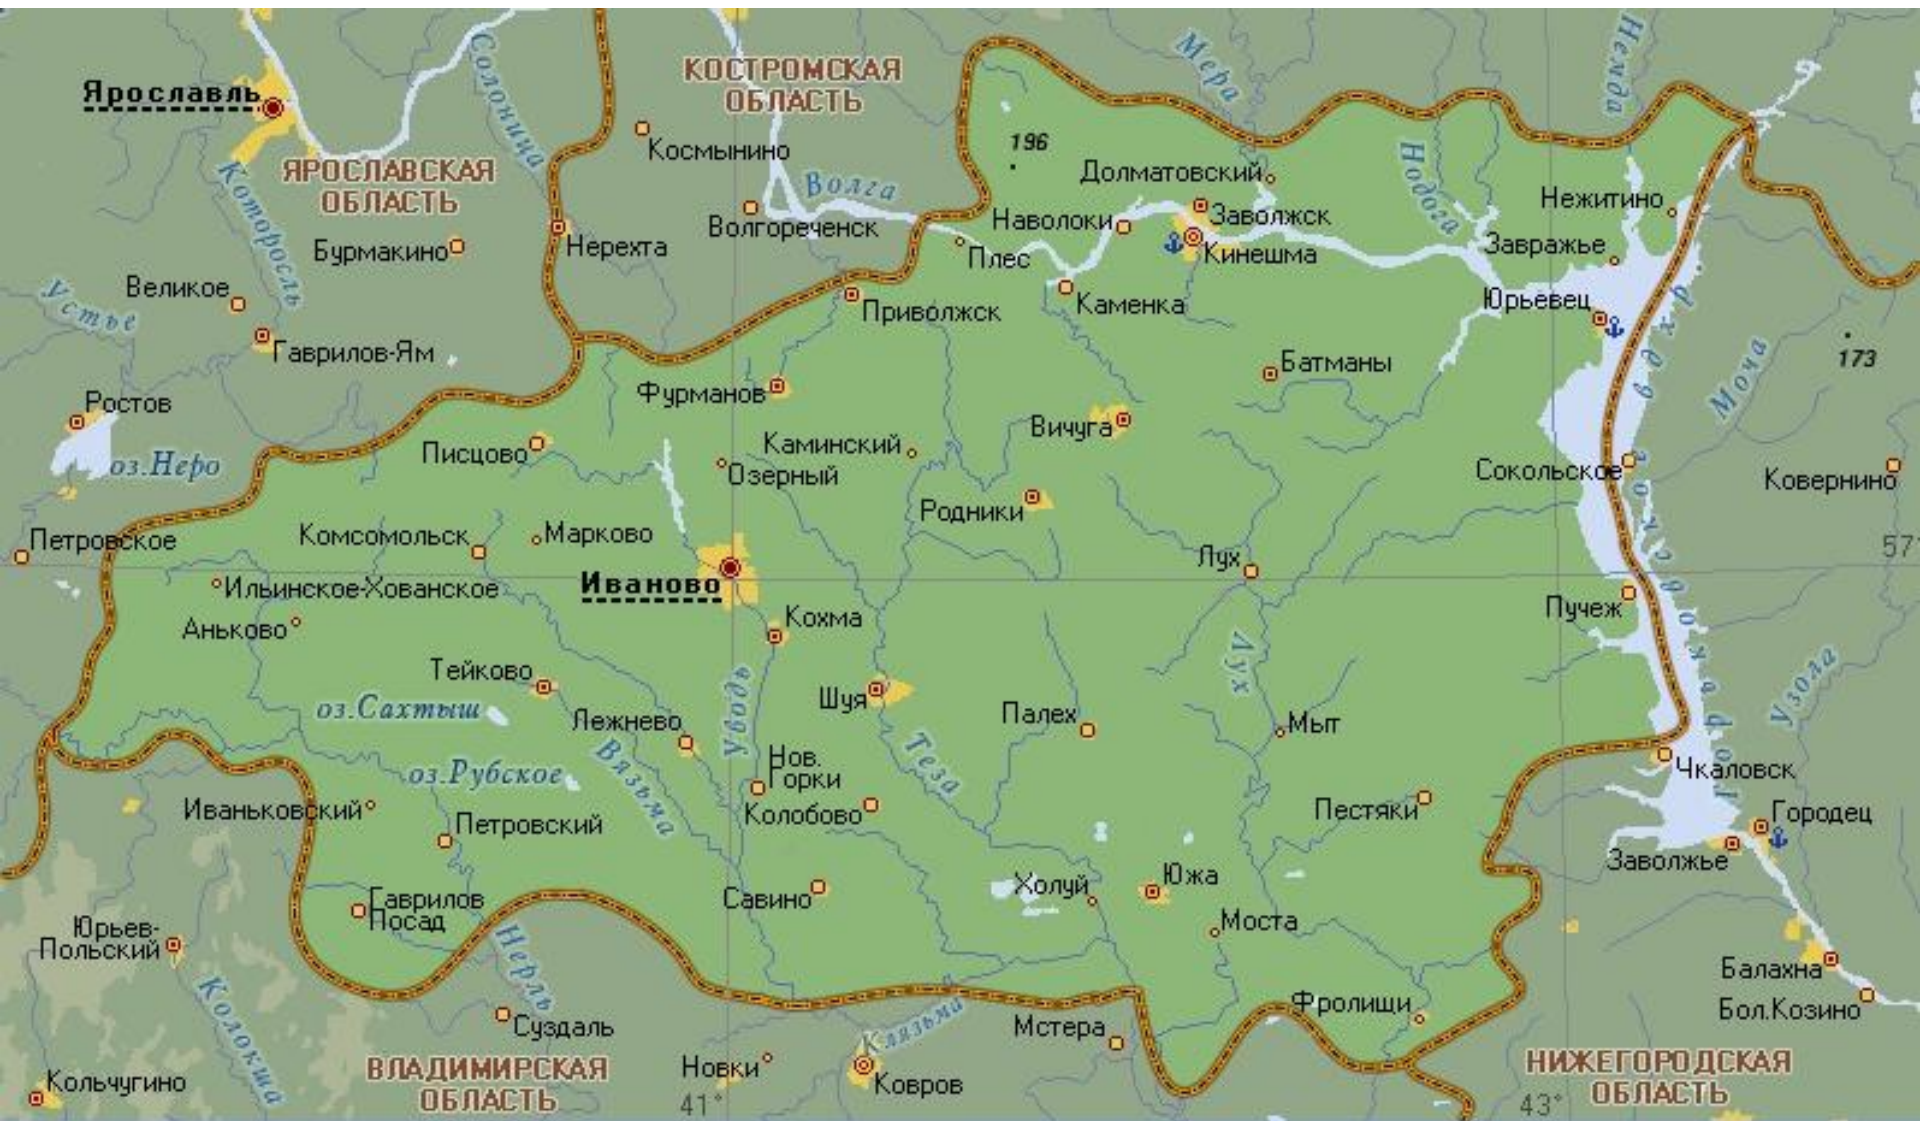 Ярославль
КОСТРОМСКАЯ
ОБЛАСТЬ
ЯРОСЛАВСКАЯ
ОБЛАСТЬ
Солоница
Которосль
Космынино
Волга
Волгореченск
Мера
Нодога
Немда
196
Долматовский
Нежитино
Наволоки
Заволжск
Кинешма
Завражье
Плес
Бурмакино
Нерехта
Великое
Устье
Гаврилов-Ям
Приволжск
Каменка
Юрьевец
Батманы
173
Моча
Ростов
оз.Неро
Фурманов
Вичуга
Писцово
Каминский
Озерный
Сокольское
Ковернино
Родники
Петровское
Комсомольск
Марково
Лух
57°
Иваново
Ильинское-Хованское
Аньково
Кохма
Пучеж
Тейково
оз.Сахтыш
Лежнево
Уводь
Шуя
Палех
Лух
Мыт
Узола
Теза
Вязьма
оз.Рубское
Нов.
Горки
Колобово
Чкаловск
Иваньковский
Петровский
Пестяки
Городец
Заволжье
Холуй
Южа
Савино
Гаврилов
Посад
Моста
Юрьев-
Польский
Нерль
Колокша
Балахна
Бол.Козино
Суздаль
Клязьма
Мстера
Фролищи
ВЛАДИМИРСКАЯ
ОБЛАСТЬ
Новки
Ковров
НИЖЕГОРОДСКАЯ
ОБЛАСТЬ
Кольчугино
41°
43°